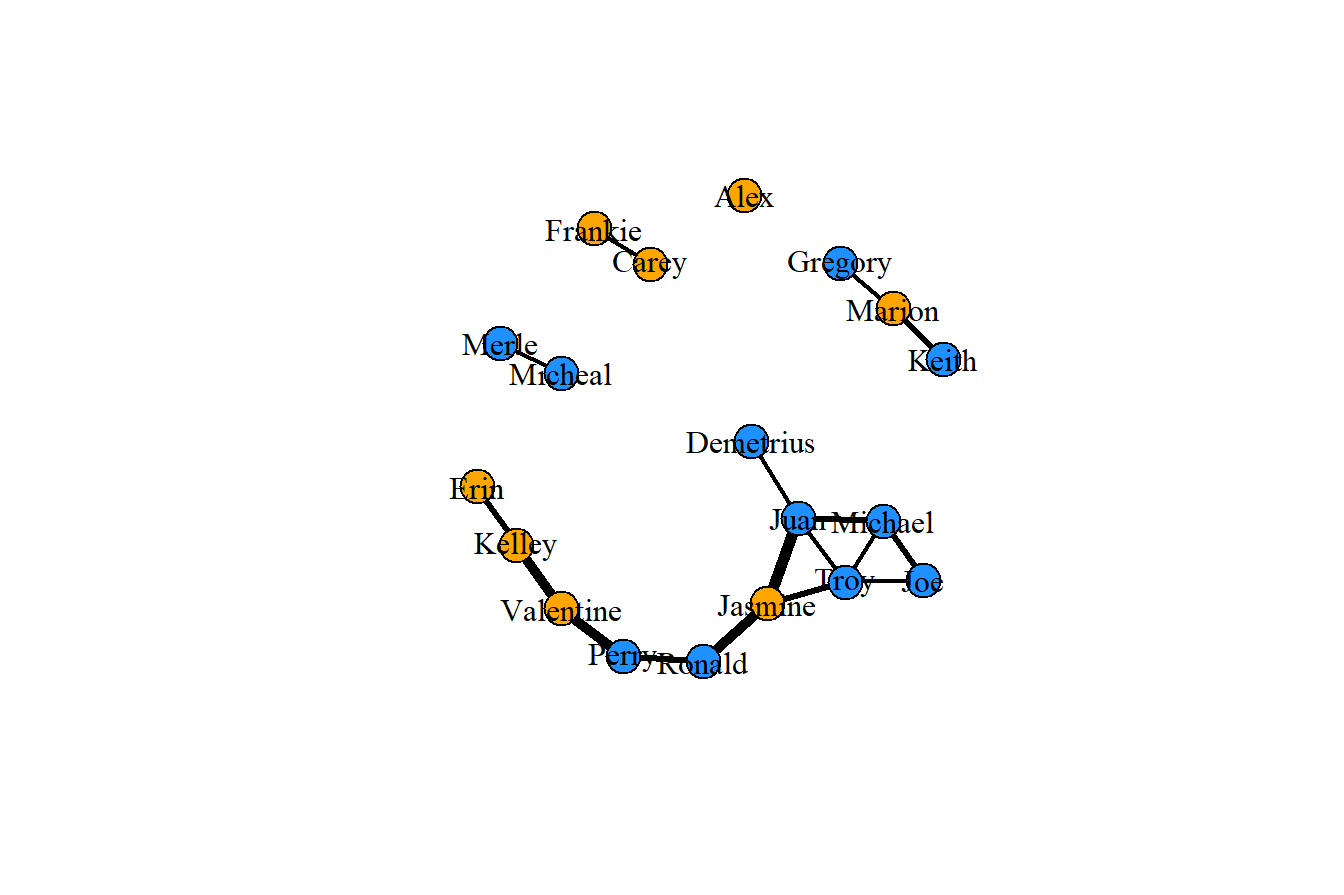 Alex
Frankie
Carey
Gregory
Marion
Merle
Keith
Micheal
Demetrius
Erin
Juan
Michael
Kelley
Troy
Joe
Valentine
Jasmine
Perry
Ronald